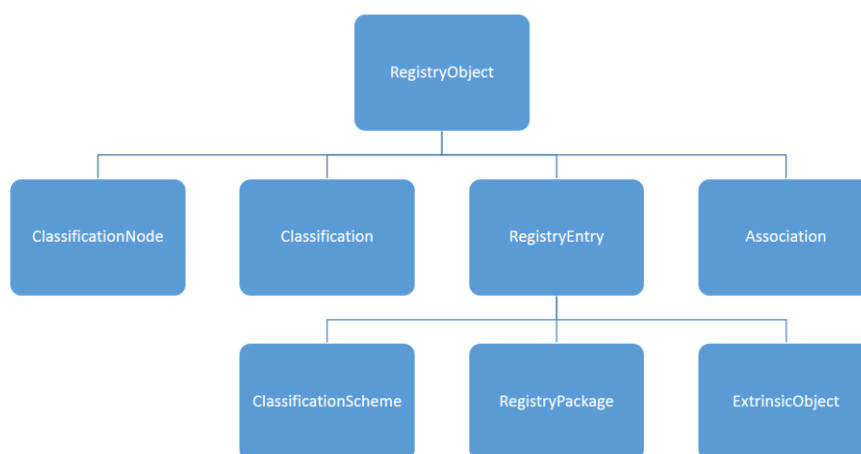 RegistryObject
ClassificationNode
Classification
RegistryEntry
Association
ClassificationScheme
RegistryPackage
ExtrinsicObject